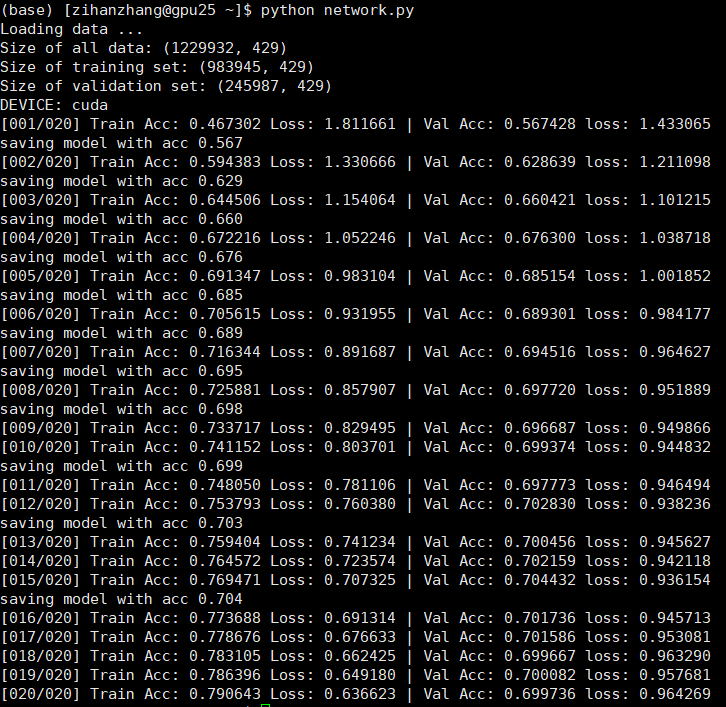 (base) [zihanzhang@gpu25 ~]$ python network.py
Loading data ...
Size of all data: (1229932, 429)
Size of training set: (983945, 429)
Size of validation set: (245987, 429)
DEVICE: cuda
[001/020] Train Acc: 0.467302 Loss: 1.811661 | Val Acc: 0.567428 loss: 1.433065
saving model with acc 0.567
[002/020] Train Acc: 0.594383 Loss: 1.330666 | Val Acc: 0.628639 loss: 1.211098
saving model with acc 0.629
[003/020] Train Acc: 0.644506 Loss: 1.154064 | Val Acc: 0.660421 loss: 1.101215
saving model with acc 0.660
[004/020] Train Acc: 0.672216 Loss: 1.052246 | Val Acc: 0.676300 loss: 1.038718
saving model with acc 0.676
[005/020] Train Acc: 0.691347 Loss: 0.983104 | Val Acc: 0.685154 loss: 1.001852
saving model with acc 0.685
[006/020] Train Acc: 0.705615 Loss: 0.931955 | Val Acc: 0.689301 loss: 0.984177
saving model with acc 0.689
[007/020] Train Acc: 0.716344 Loss: 0.891687 | Val Acc: 0.694516 loss: 0.964627
saving model with acc 0.695
[008/020] Train Acc: 0.725881 Loss: 0.857907 | Val Acc: 0.697720 loss: 0.951889
saving model with acc 0.698
[009/020] Train Acc: 0.733717 Loss: 0.829495 | Val Acc: 0.696687 loss: 0.949866
[010/020] Train Acc: 0.741152 Loss: 0.803701 | Val Acc: 0.699374 loss: 0.944832
saving model with acc 0.699
[011/020] Train Acc: 0.748050 Loss: 0.781106 | Val Acc: 0.697773 loss: 0.946494
[012/020] Train Acc: 0.753793 Loss: 0.760380 | Val Acc: 0.702830 loss: 0.938236
saving model with acc 0.703
[013/020] Train Acc: 0.759404 Loss: 0.741234 | Val Acc: 0.700456 loss: 0.945627
[014/020] Train Acc: 0.764572 Loss: 0.723574 | Val Acc: 0.702159 loss: 0.942118
[015/020] Train Acc: 0.769471 Loss: 0.707325 | Val Acc: 0.704432 loss: 0.936154
saving model with acc 0.704
[016/020] Train Acc: 0.773688 Loss: 0.691314 | Val Acc: 0.701736 loss: 0.945713
[017/020] Train Acc: 0.778676 Loss: 0.676633 | Val Acc: 0.701586 loss: 0.953081
[018/020] Train Acc: 0.783105 Loss: 0.662425 | Val Acc: 0.699667 loss: 0.963290
[019/020] Train Acc: 0.786396 Loss: 0.649180 | Val Acc: 0.700082 loss: 0.957681
[020/020] Train Acc: 0.790643 Loss: 0.636623 | Val Acc: 0.699736 loss: 0.964269